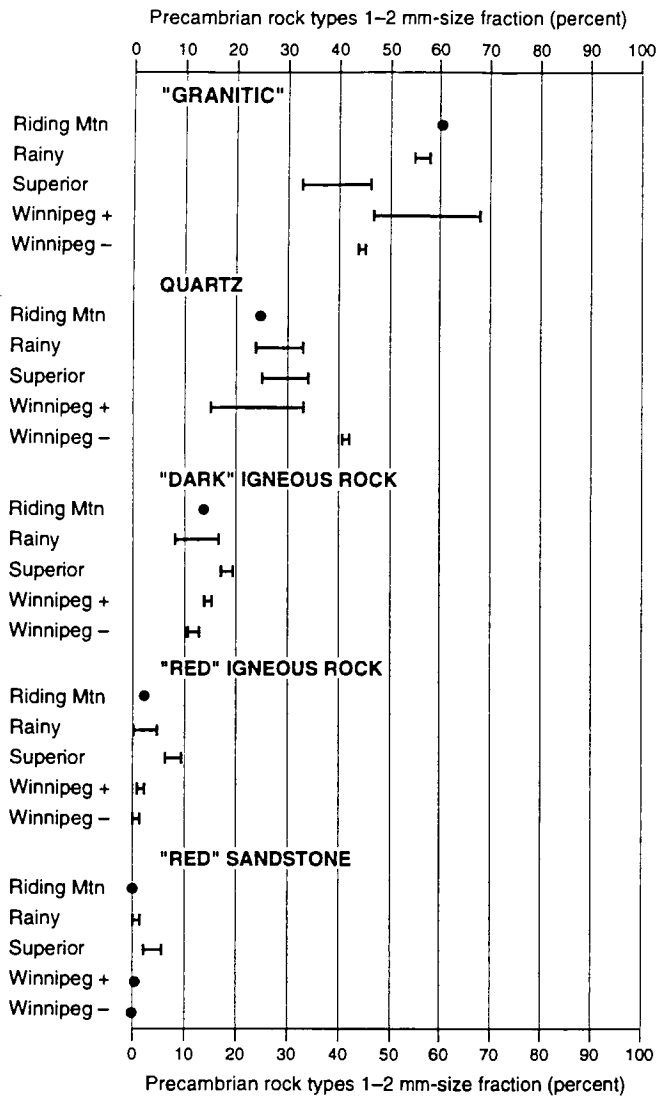 Precambrian rock types 1–2 mm-size fraction (percent)
0 10 20 30 40 50 60 70 80 90 100
"GRANITIC"
Riding Mtn
Rainy
Superior
Winnipeg +
Winnipeg –
QUARTZ
Riding Mtn
Rainy
Superior
Winnipeg +
Winnipeg –
"DARK" IGNEOUS ROCK
Riding Mtn
Rainy
Superior
Winnipeg +
Winnipeg –
"RED" IGNEOUS ROCK
Riding Mtn
Rainy
Superior
Winnipeg +
Winnipeg –
"RED" SANDSTONE
Riding Mtn
Rainy
Superior
Winnipeg +
Winnipeg –
0 10 20 30 40 50 60 70 80 90 100
Precambrian rock types 1–2 mm-size fraction (percent)